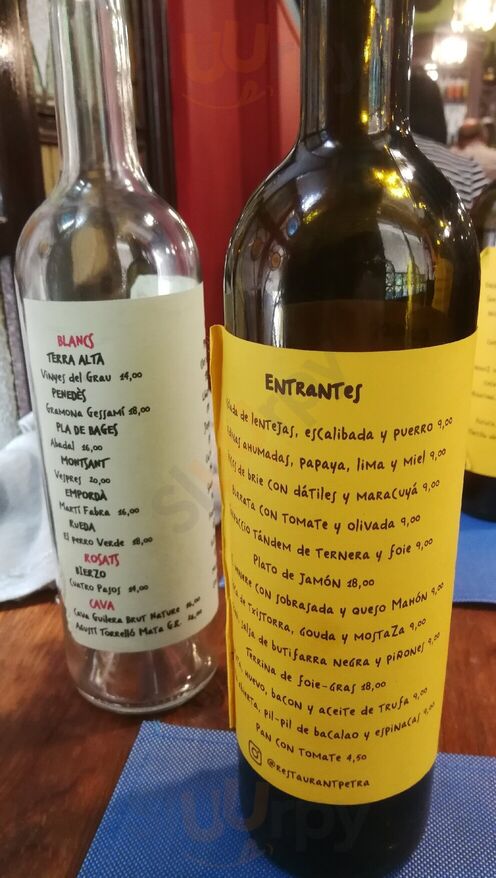 BLANCS
TERRA ALTA
Vinyes del Grau 14,00
PENEDÈS
Gramona Gessamí 18,00
PLA DE BAGES
Abadal 16,00
MONTSANT
Vespres 20,00
EMPORDÀ
Martí Fabra 16,00
RUEDA
El Perro Verde 18,00
ROSATS
BIERZO
Cuatro Pasos 14,00
CAVA
Cava Guilera Brut Nature
Agustí Torrelló Mata G.R.
ENTRANTES
de lentejas, escalibada y puerro 9,00
ahumadas, papaya, lima y miel 9,00
de brie con dátiles y maracuyá 9,00
con tomate y olivada 9,00
tándem de ternera y foie 9,00
Plato de jamón 18,00
con sobrasada y queso Mahón 9,00
de txistorra, gouda y mostaza 9,00
salsa de butifarra negra y piñones 9,00
Terrina de foie-gras 18,00
huevo, bacon y aceite de trufa 9,00
pil-pil de bacalao y espinacas 9,00
Pan con tomate 4,50
@restaurantpetra